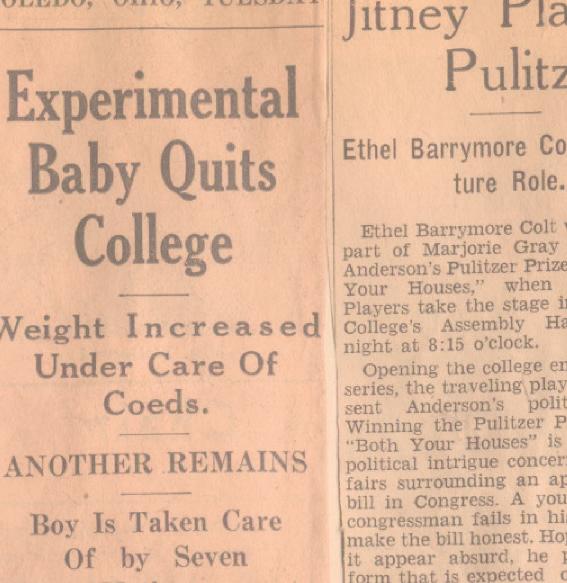 OHIO, TUESDAY
Experimental
Baby Quits
College
Weight Increased
Under Care Of
Coeds.
ANOTHER REMAINS
Boy Is Taken Care
Of by Seven
Jitney Pla
Pulitz
Ethel Barrymore Co
ture Role.
Ethel Barrymore Colt
part of Marjorie Gray
Anderson's Pulitzer Prize
Your Houses," when
Players take the stage i
College's Assembly Ha
night at 8:15 o'clock.
Opening the college en
series, the traveling play
sent Anderson's polit
Winning the Pulitzer P
"Both Your Houses" is
political intrigue concer
fairs surrounding an ap
bill in Congress. A you
congressman fails in hi
make the bill honest. Ho
it appear absurd, he p
form that is expected